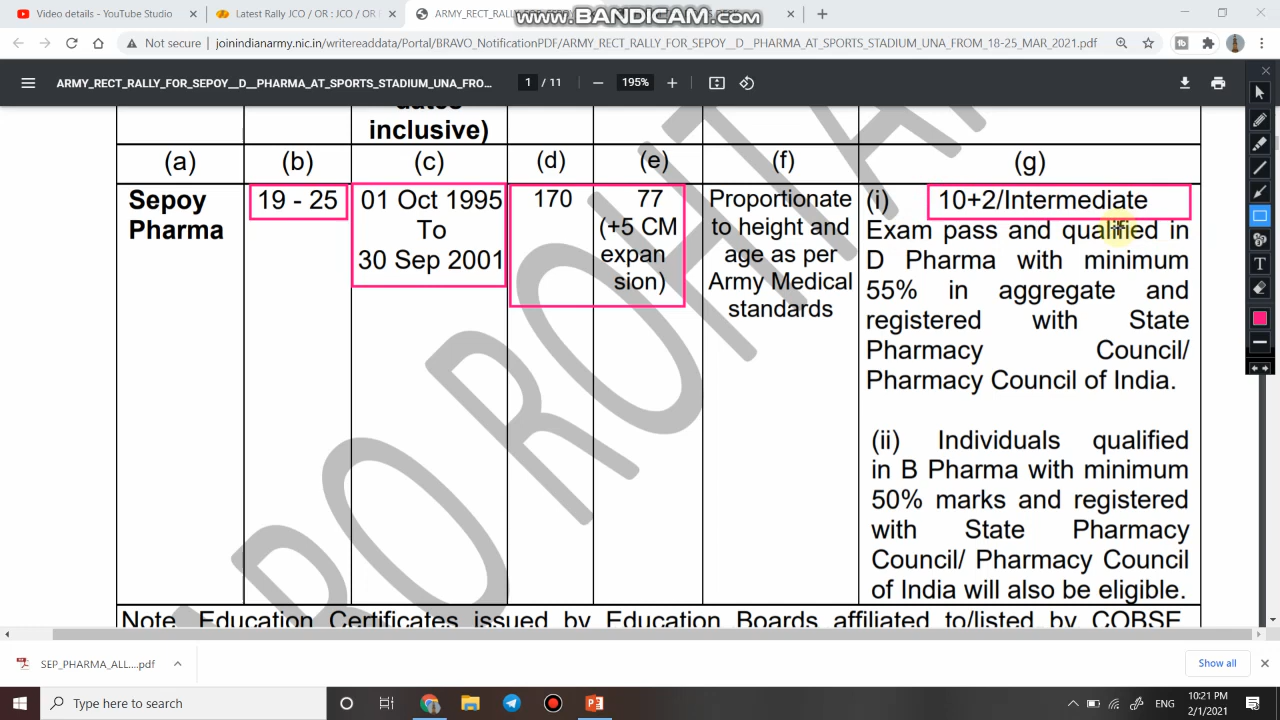 Video details - YouTube Studio
Latest Rally JCO / OR : JCO / OR
ARMY_RECT_RALLY_FOR_SEP
www.BANDICAM.com
Not secure
joinindianarmy.nic.in/writereaddata/Portal/BRAVO_NotificationPDF/ARMY_RECT_RALLY_FOR_SEPOY__D__PHARMA_AT_SPORTS_STADIUM_UNA_FROM_18-25_MAR_2021.pdf
ARMY_RECT_RALLY_FOR_SEPOY__D__PHARMA_AT_SPORTS_STADIUM_UNA_FRO...
1 / 11
195%
dates
inclusive)
(a) (b) (c) (d) (e) (f) (g)
Sepoy
Pharma
19 - 25
01 Oct 1995
To
30 Sep 2001
170
77
(+5 CM
expan
sion)
Proportionate
to height and
age as per
Army Medical
standards
(i) 10+2/Intermediate
Exam pass and qualified in
D Pharma with minimum
55% in aggregate and
registered with State
Pharmacy Council/
Pharmacy Council of India.
(ii) Individuals qualified
in B Pharma with minimum
50% marks and registered
with State Pharmacy
Council/ Pharmacy Council
of India will also be eligible.
Note Education Certificates issued by Education Boards affiliated to/listed by COBSE
ARO ROHTA
SEP_PHARMA_ALL....pdf
Show all
Type here to search
ENG
10:21 PM
2/1/2021